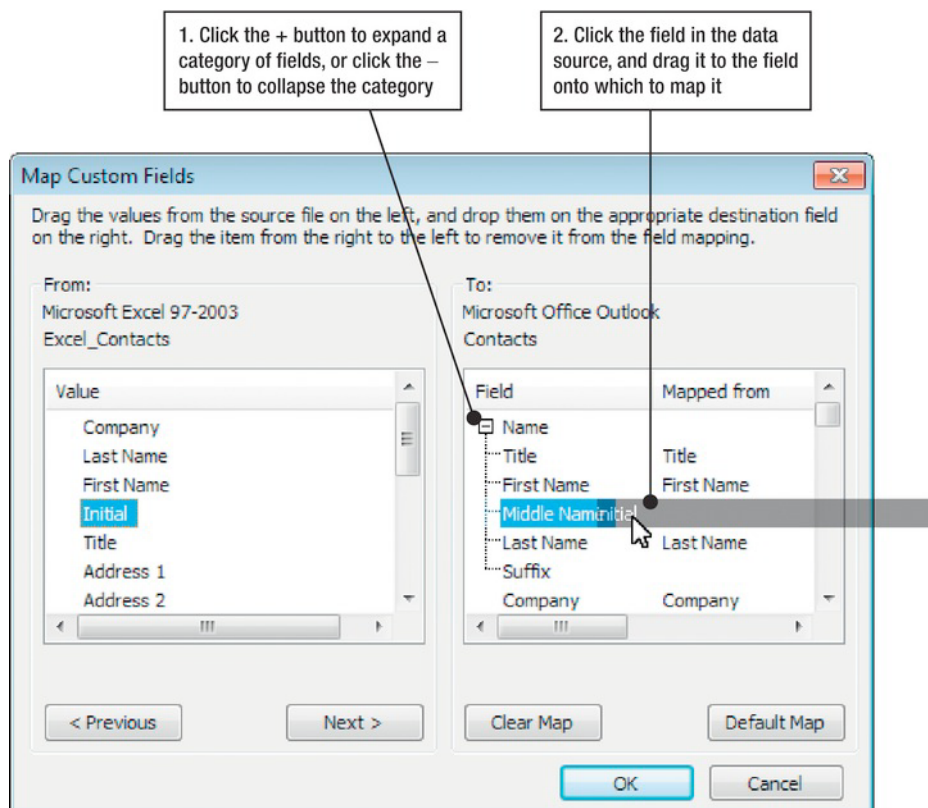 1. Click the + button to expand a
category of fields, or click the –
button to collapse the category
2. Click the field in the data
source, and drag it to the field
onto which to map it
Map Custom Fields
Drag the values from the source file on the left, and drop them on the appropriate destination field
on the right. Drag the item from the right to the left to remove it from the field mapping.
From:
Microsoft Excel 97-2003
Excel_Contacts
Value
Company
Last Name
First Name
Initial
Title
Address 1
Address 2
< Previous
Next >
To:
Microsoft Office Outlook
Contacts
Field Mapped from
Name
Title Title
First Name First Name
Middle Nam initial
Last Name Last Name
Suffix
Company Company
Clear Map
Default Map
OK
Cancel